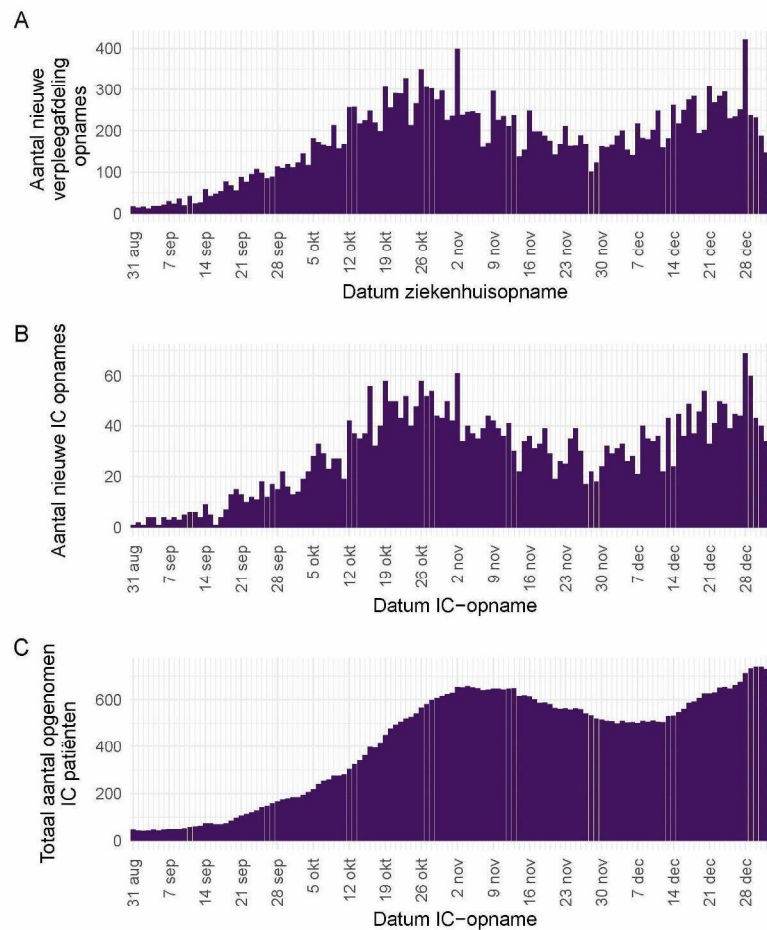 A
Aantal nieuwe
verpleegafdeling
opnames
400
300
200
100
0
31 aug
7 sep
14 sep
21 sep
28 sep
5 okt
12 okt
19 okt
26 okt
2 nov
9 nov
16 nov
23 nov
30 nov
7 dec
14 dec
21 dec
28 dec
Datum ziekenhuisopname
B
Aantal nieuwe IC opnames
60
40
20
0
31 aug
7 sep
14 sep
21 sep
28 sep
5 okt
12 okt
19 okt
26 okt
2 nov
9 nov
16 nov
23 nov
30 nov
7 dec
14 dec
21 dec
28 dec
Datum IC−opname
C
Totaal aantal opgenomen
IC patiënten
600
400
200
0
31 aug
7 sep
14 sep
21 sep
28 sep
5 okt
12 okt
19 okt
26 okt
2 nov
9 nov
16 nov
23 nov
30 nov
7 dec
14 dec
21 dec
28 dec
Datum IC−opname